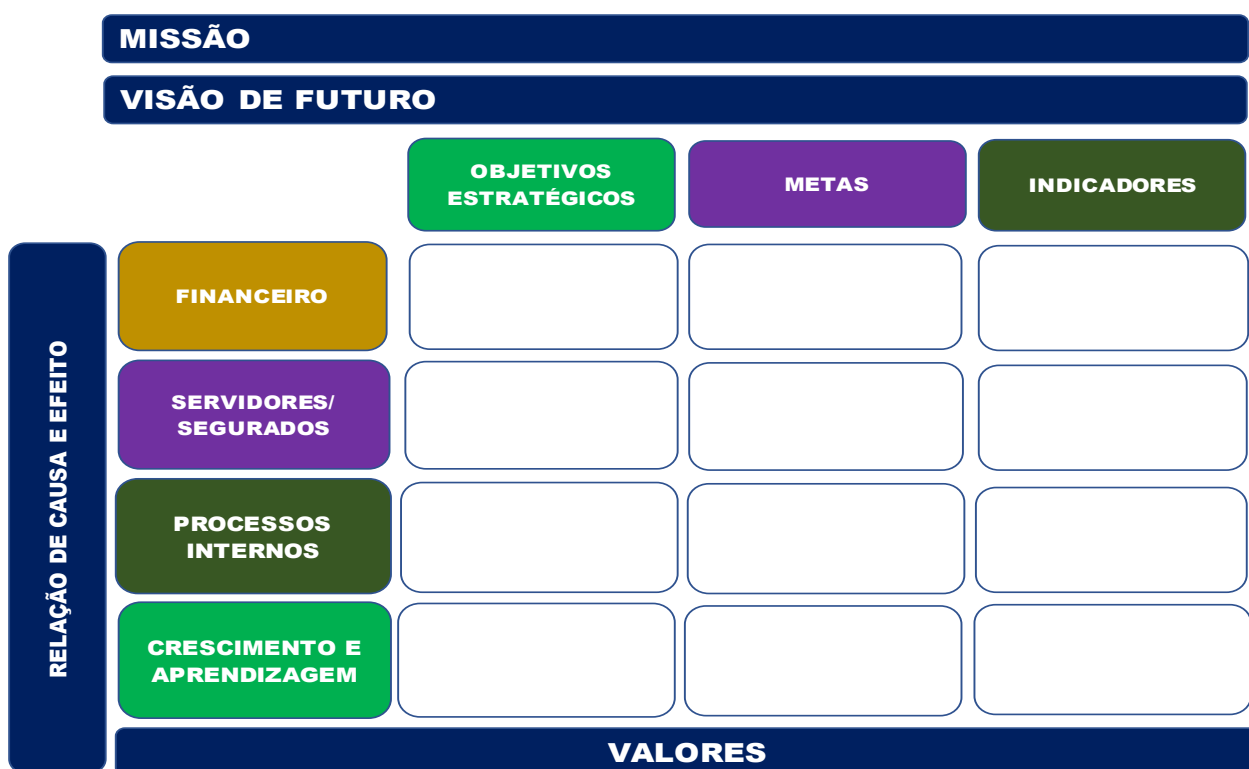 MISSÃO
VISÃO DE FUTURO
OBJETIVOS
ESTRATÉGICOS
METAS
INDICADORES
RELAÇÃO DE CAUSA E EFEITO
FINANCEIRO
SERVIDORES/
SEGURADOS
PROCESSOS
INTERNOS
CRESCIMENTO E
APRENDIZAGEM
VALORES